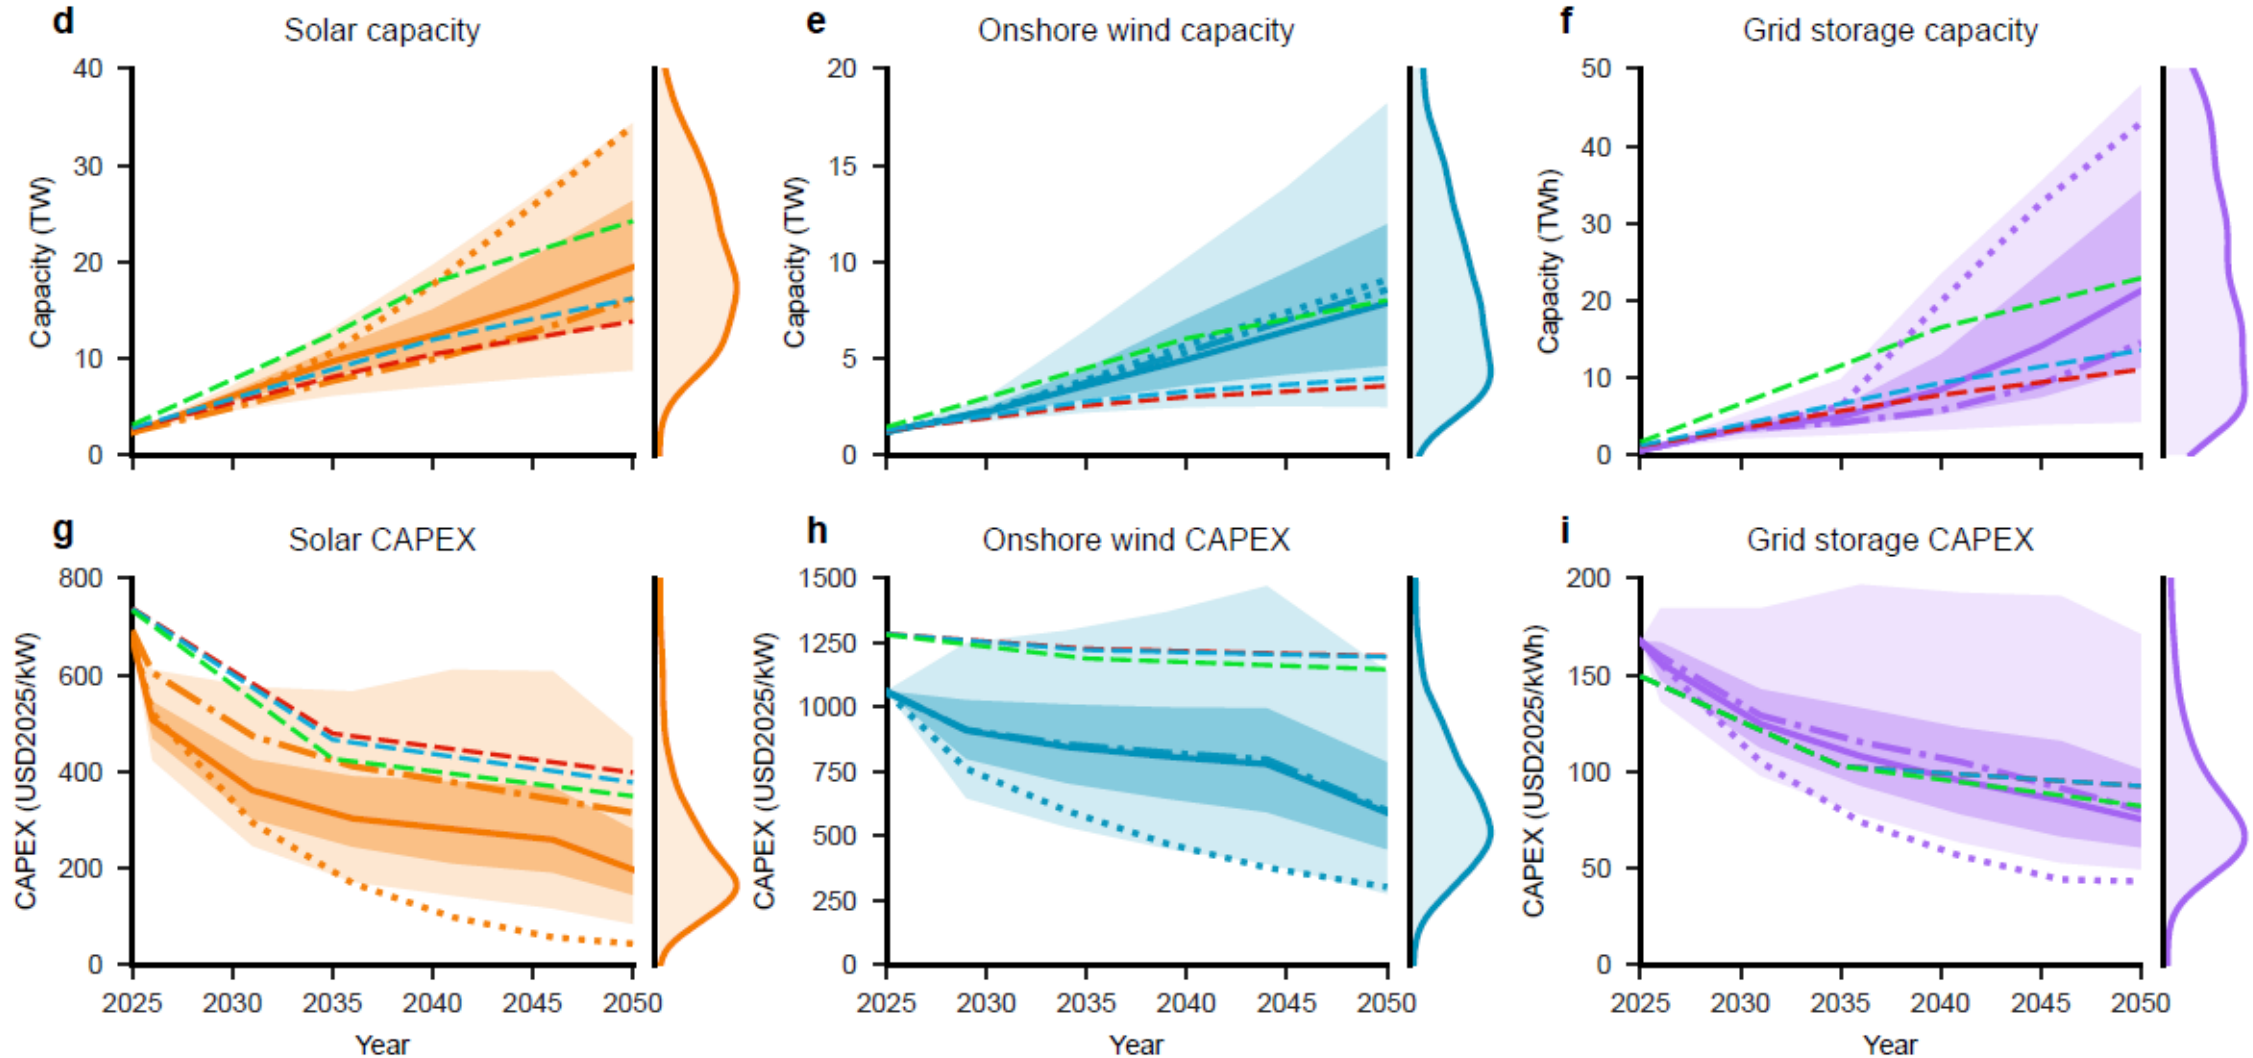 d Solar capacity
Capacity (TW)
40
30
20
10
0
e Onshore wind capacity
Capacity (TW)
20
15
10
5
0
f Grid storage capacity
Capacity (TWh)
50
40
30
20
10
0
g Solar CAPEX
CAPEX (USD2025/kW)
800
600
400
200
0
2025 2030 2035 2040 2045 2050
Year
h Onshore wind CAPEX
CAPEX (USD2025/kW)
1500
1250
1000
750
500
250
0
2025 2030 2035 2040 2045 2050
Year
i Grid storage CAPEX
CAPEX (USD2025/kWh)
200
150
100
50
0
2025 2030 2035 2040 2045 2050
Year